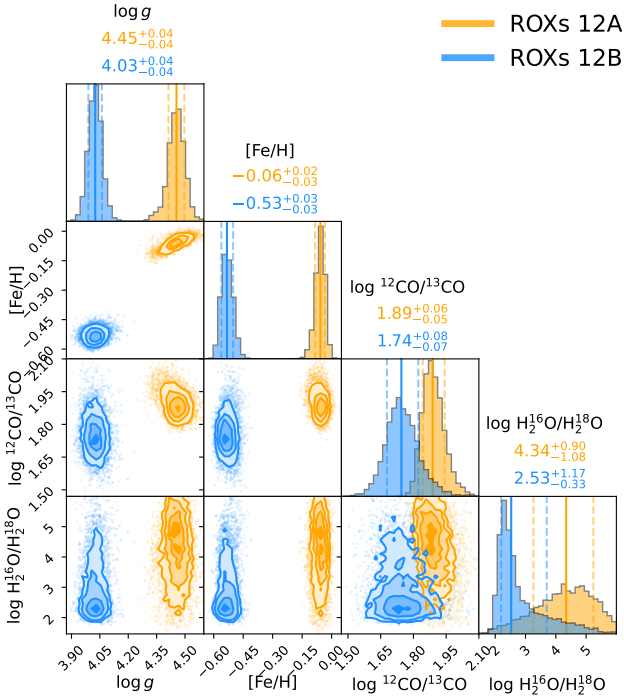 ROXs 12A
ROXs 12B
log g
4.45 +0.04 −0.04
4.03 +0.04 −0.04
[Fe/H]
−0.06 +0.02 −0.03
−0.53 +0.03 −0.03
log ¹²CO/¹³CO
1.89 +0.06 −0.05
1.74 +0.08 −0.07
log H₂¹⁶O/H₂¹⁸O
4.34 +0.90 −1.08
2.53 +1.17 −0.33
[Fe/H]
0.00
−0.15
−0.30
−0.45
−0.60
log ¹²CO/¹³CO
2.10
1.95
1.80
1.65
1.50
log H₂¹⁶O/H₂¹⁸O
5
4
3
2
3.90 4.05 4.20 4.35 4.50
log g
−0.60 −0.45 −0.30 −0.15 0.00
[Fe/H]
1.50 1.65 1.80 1.95 2.10
log ¹²CO/¹³CO
2 3 4 5
log H₂¹⁶O/H₂¹⁸O